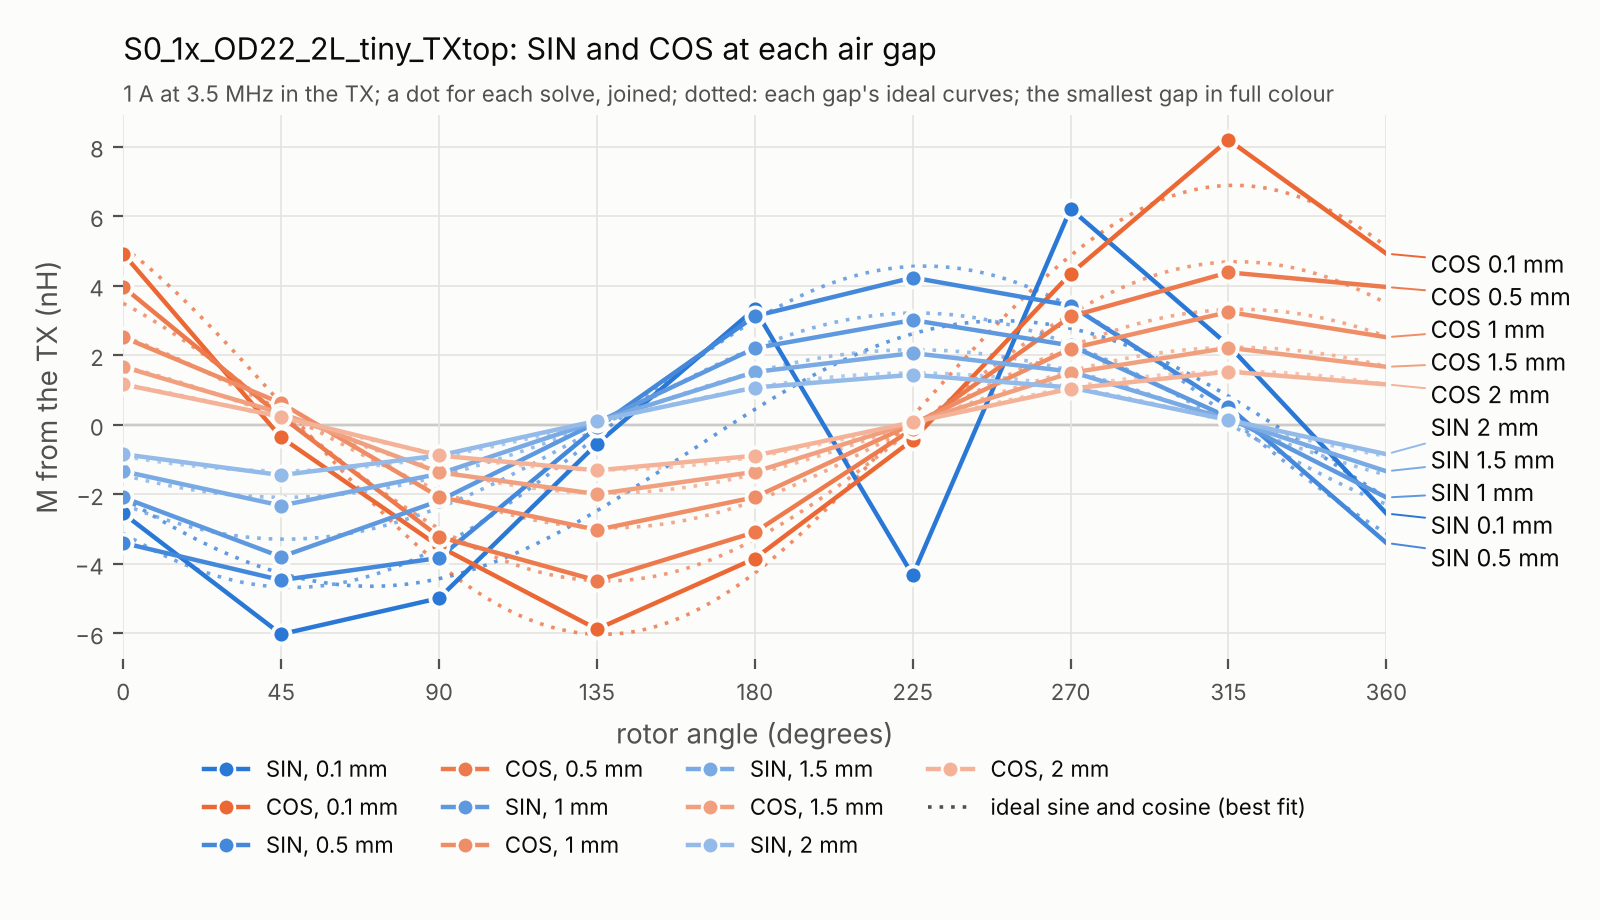 S0_1x_OD22_2L_tiny_TXtop: SIN and COS at each air gap
1 A at 3.5 MHz in the TX; a dot for each solve, joined; dotted: each gap's ideal curves; the smallest gap in full colour
M from the TX (nH)
8
6
4
2
0
−2
−4
−6
0 45 90 135 180 225 270 315 360
rotor angle (degrees)
COS 0.1 mm
COS 0.5 mm
COS 1 mm
COS 1.5 mm
COS 2 mm
SIN 2 mm
SIN 1.5 mm
SIN 1 mm
SIN 0.1 mm
SIN 0.5 mm
SIN, 0.1 mm COS, 0.5 mm SIN, 1.5 mm COS, 2 mm
COS, 0.1 mm SIN, 1 mm COS, 1.5 mm ideal sine and cosine (best fit)
SIN, 0.5 mm COS, 1 mm SIN, 2 mm